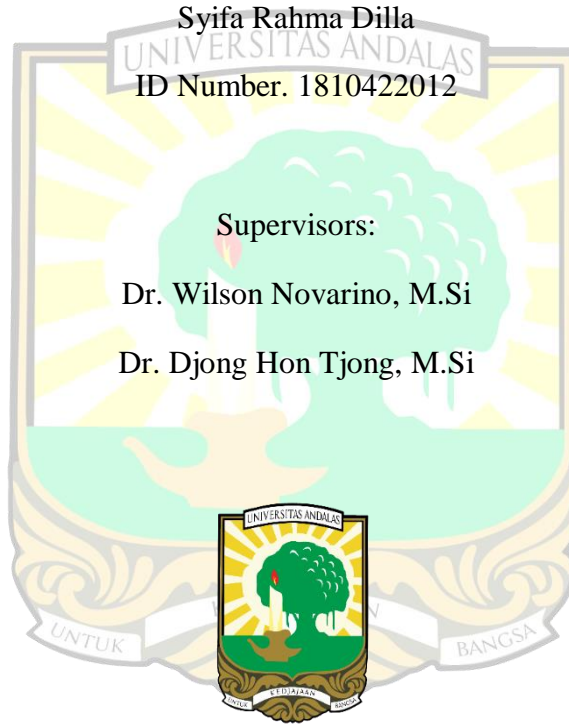 Syifa Rahma Dilla
UNIVERSITAS ANDALAS
ID Number. 1810422012
Supervisors:
Dr. Wilson Novarino, M.Si
Dr. Djong Hon Tjong, M.Si
UNIVERSITAS ANDALAS
UNTUK
BANGSA
UNTUK KEDJAJAAN BANGSA